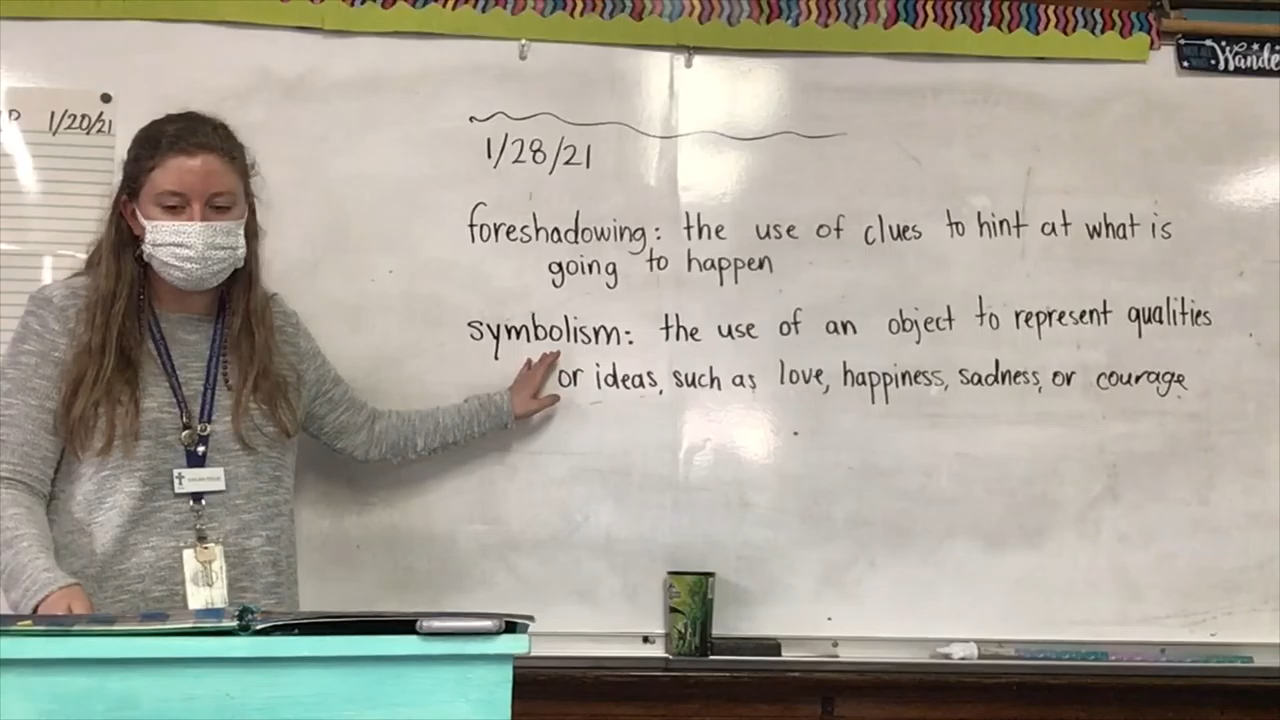 1/20/21
1/28/21
foreshadowing: the use of clues to hint at what is
going to happen
symbolism: the use of an object to represent qualities
or ideas, such as love, happiness, sadness, or courage
Wande